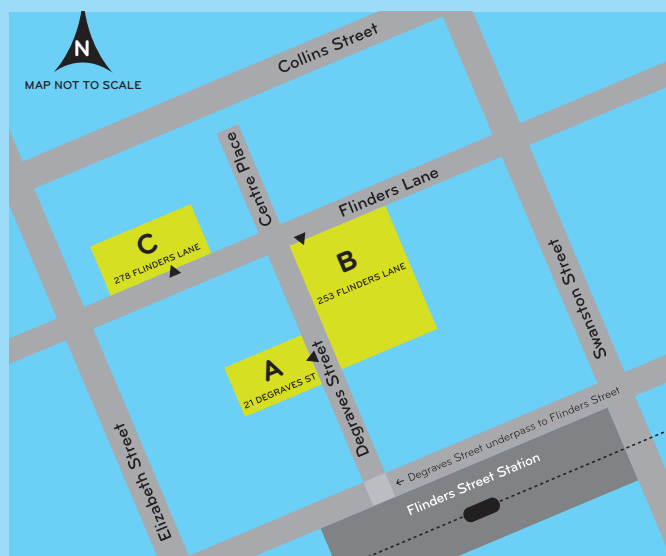 N
MAP NOT TO SCALE
Collins Street
Centre Place
Flinders Lane
C
278 FLINDERS LANE
B
253 FLINDERS LANE
Swanston Street
A
21 DEGRAVES ST
Degraves Street
Elizabeth Street
← Degraves Street underpass to Flinders Street
Flinders Street Station